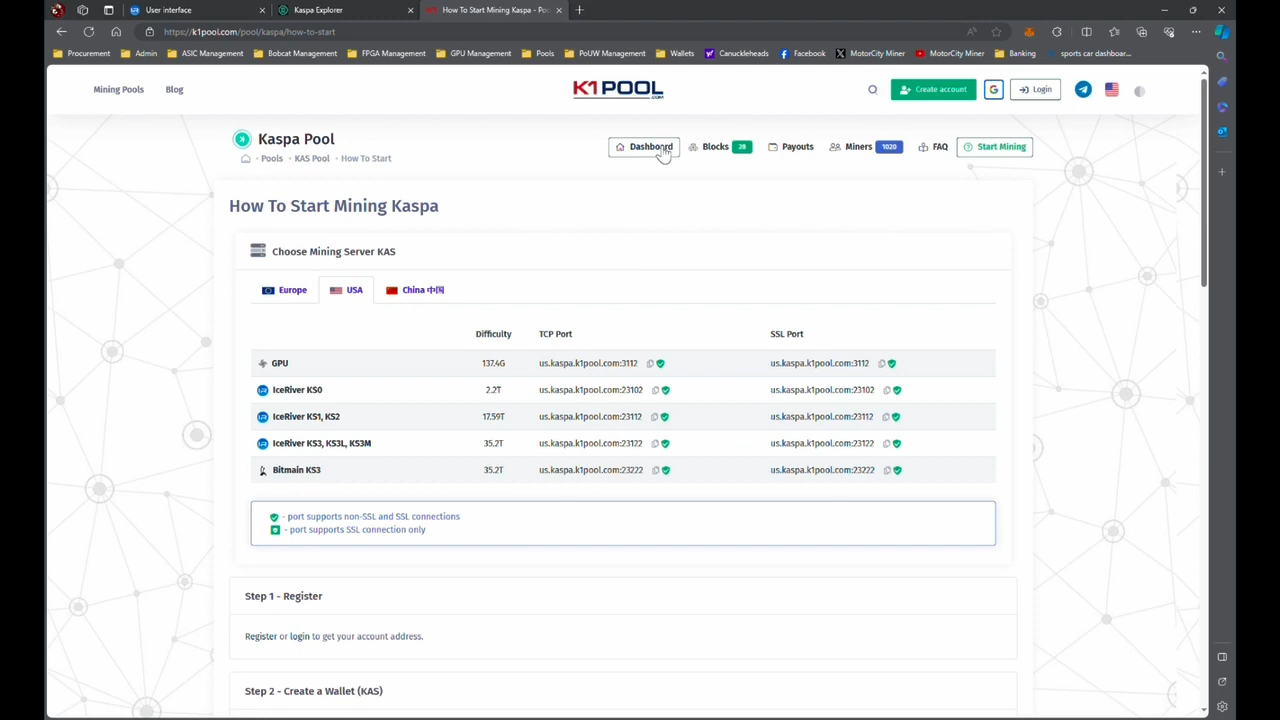 User interface
Kaspa Explorer
How To Start Mining Kaspa - Poo
https://k1pool.com/pool/kaspa/how-to-start
Procurement
Admin
ASIC Management
Bobcat Management
FPGA Management
GPU Management
Pools
PoUW Management
Wallets
Canuckleheads
Facebook
MotorCity Miner
MotorCity Miner
Banking
sports car dashboar...
Mining Pools
Blog
K1POOL
.COM
Create account
G
Login
Kaspa Pool
Pools • KAS Pool • How To Start
Dashboard
Blocks 28
Payouts
Miners 1020
FAQ
Start Mining
How To Start Mining Kaspa
Choose Mining Server KAS
Europe
USA
China 中国
Difficulty TCP Port SSL Port
GPU 137.4G us.kaspa.k1pool.com:3112 us.kaspa.k1pool.com:3112
IceRiver KS0 2.2T us.kaspa.k1pool.com:23102 us.kaspa.k1pool.com:23102
IceRiver KS1, KS2 17.59T us.kaspa.k1pool.com:23112 us.kaspa.k1pool.com:23112
IceRiver KS3, KS3L, KS3M 35.2T us.kaspa.k1pool.com:23122 us.kaspa.k1pool.com:23122
Bitmain KS3 35.2T us.kaspa.k1pool.com:23222 us.kaspa.k1pool.com:23222
- port supports non-SSL and SSL connections
- port supports SSL connection only
Step 1 - Register
Register or login to get your account address.
Step 2 - Create a Wallet (KAS)